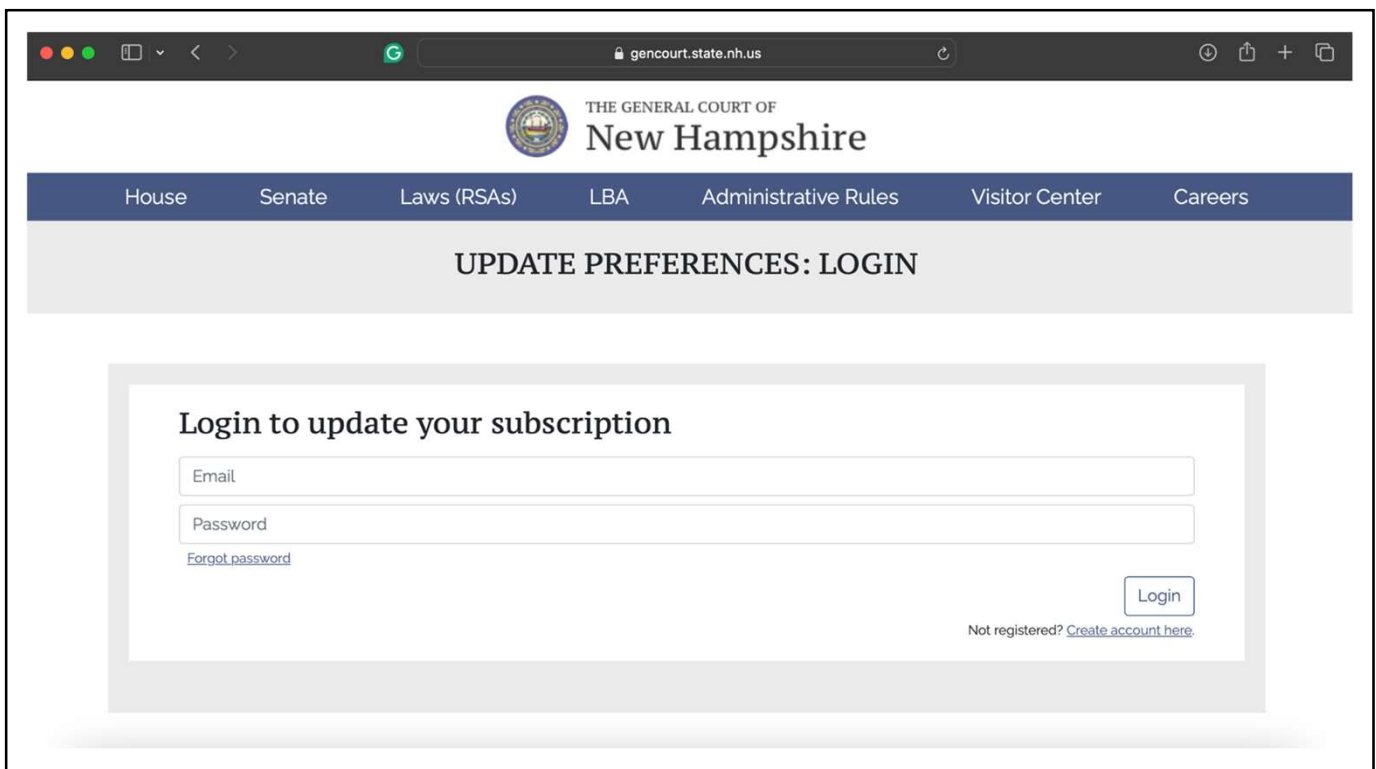 gencourt.state.nh.us
THE GENERAL COURT OF
New Hampshire
House Senate Laws (RSAs) LBA Administrative Rules Visitor Center Careers
UPDATE PREFERENCES: LOGIN
Login to update your subscription
Email
Password
Forgot password
Login
Not registered? Create account here.